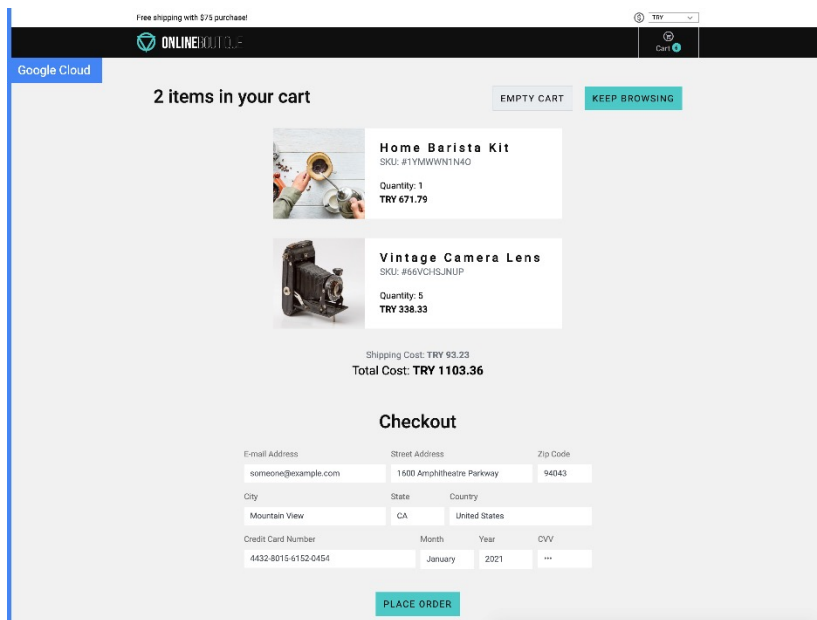 Free shipping with $75 purchase!
$ TRY
ONLINEBOUTIQUE
Cart 6
Google Cloud
2 items in your cart
EMPTY CART
KEEP BROWSING
Home Barista Kit
SKU: #1YMWWN1N4O
Quantity: 1
TRY 671.79
Vintage Camera Lens
SKU: #66VCHSJNUP
Quantity: 5
TRY 338.33
Shipping Cost: TRY 93.23
Total Cost: TRY 1103.36
Checkout
E-mail Address Street Address Zip Code
someone@example.com 1600 Amphitheatre Parkway 94043
City State Country
Mountain View CA United States
Credit Card Number Month Year CVV
4432-8015-6152-0454 January 2021 •••
PLACE ORDER